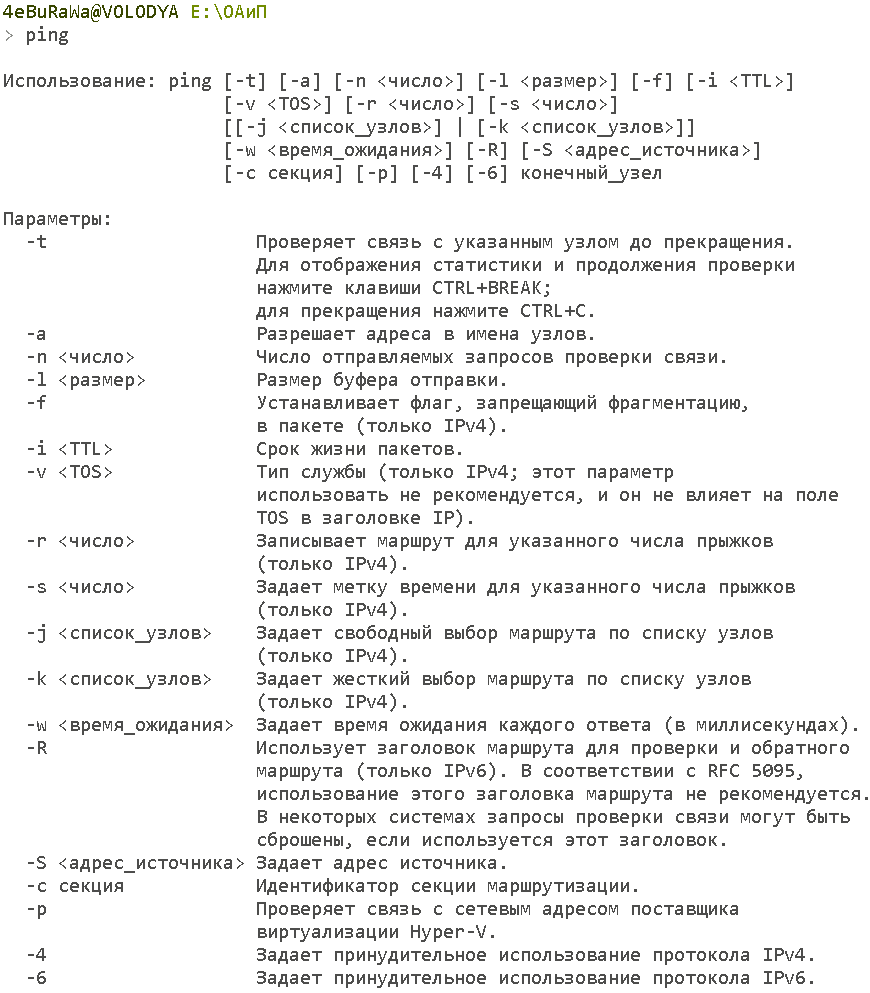 4eBuRaWa@VOLODYA E:\ОАиП
> ping
Использование: ping [-t] [-a] [-n <число>] [-l <размер>] [-f] [-i <TTL>]
[-v <TOS>] [-r <число>] [-s <число>]
[[-j <список_узлов>] | [-k <список_узлов>]]
[-w <время_ожидания>] [-R] [-S <адрес_источника>]
[-c секция] [-p] [-4] [-6] конечный_узел
Параметры:
-t Проверяет связь с указанным узлом до прекращения.
Для отображения статистики и продолжения проверки
нажмите клавиши CTRL+BREAK;
для прекращения нажмите CTRL+C.
-a Разрешает адреса в имена узлов.
-n <число> Число отправляемых запросов проверки связи.
-l <размер> Размер буфера отправки.
-f Устанавливает флаг, запрещающий фрагментацию,
в пакете (только IPv4).
-i <TTL> Срок жизни пакетов.
-v <TOS> Тип службы (только IPv4; этот параметр
использовать не рекомендуется, и он не влияет на поле
TOS в заголовке IP).
-r <число> Записывает маршрут для указанного числа прыжков
(только IPv4).
-s <число> Задает метку времени для указанного числа прыжков
(только IPv4).
-j <список_узлов> Задает свободный выбор маршрута по списку узлов
(только IPv4).
-k <список_узлов> Задает жесткий выбор маршрута по списку узлов
(только IPv4).
-w <время_ожидания> Задает время ожидания каждого ответа (в миллисекундах).
-R Использует заголовок маршрута для проверки и обратного
маршрута (только IPv6). В соответствии с RFC 5095,
использование этого заголовка маршрута не рекомендуется.
В некоторых системах запросы проверки связи могут быть
сброшены, если используется этот заголовок.
-S <адрес_источника> Задает адрес источника.
-c секция Идентификатор секции маршрутизации.
-p Проверяет связь с сетевым адресом поставщика
виртуализации Hyper-V.
-4 Задает принудительное использование протокола IPv4.
-6 Задает принудительное использование протокола IPv6.